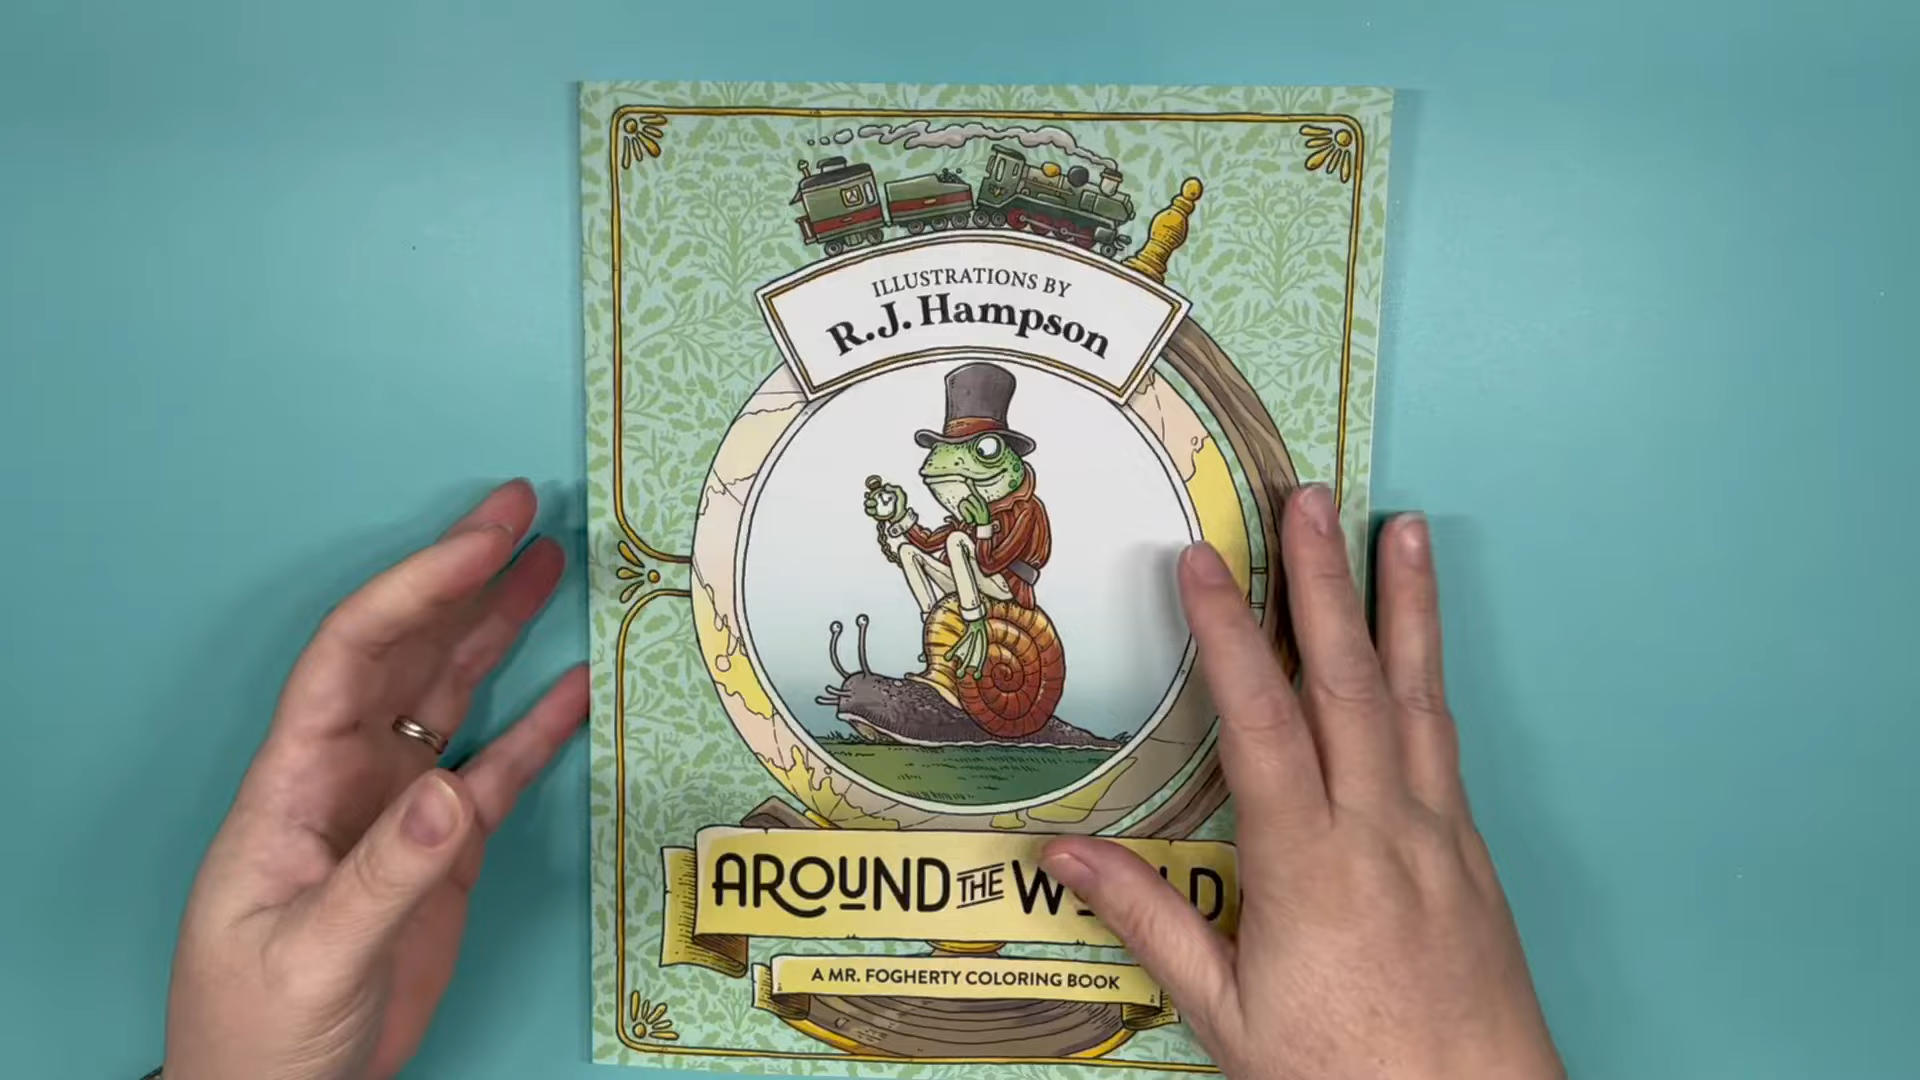 ILLUSTRATIONS BY
R.J. Hampson
AROUND THE
A MR. FOGHERTY COLORING BOOK